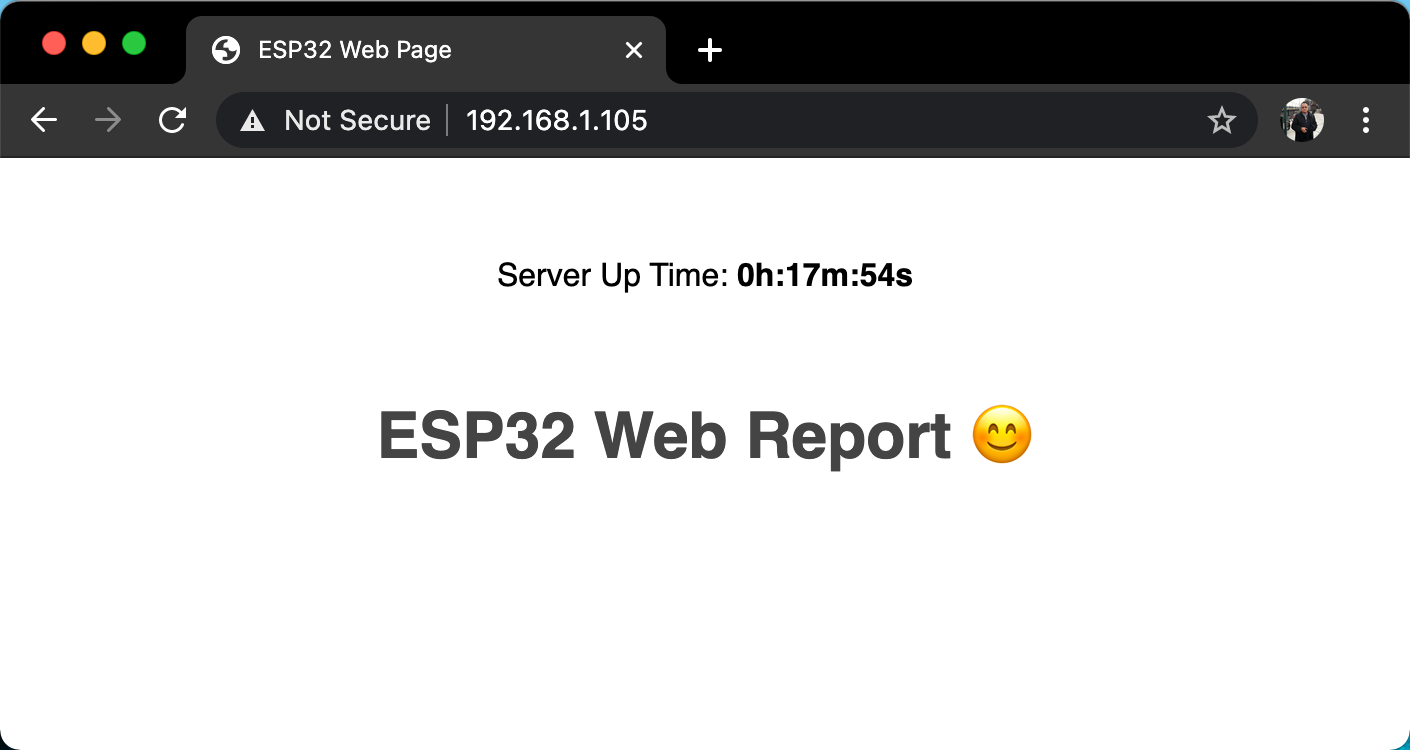 ESP32 Web Page
Not Secure 192.168.1.105
Server Up Time: 0h:17m:54s
ESP32 Web Report 😊